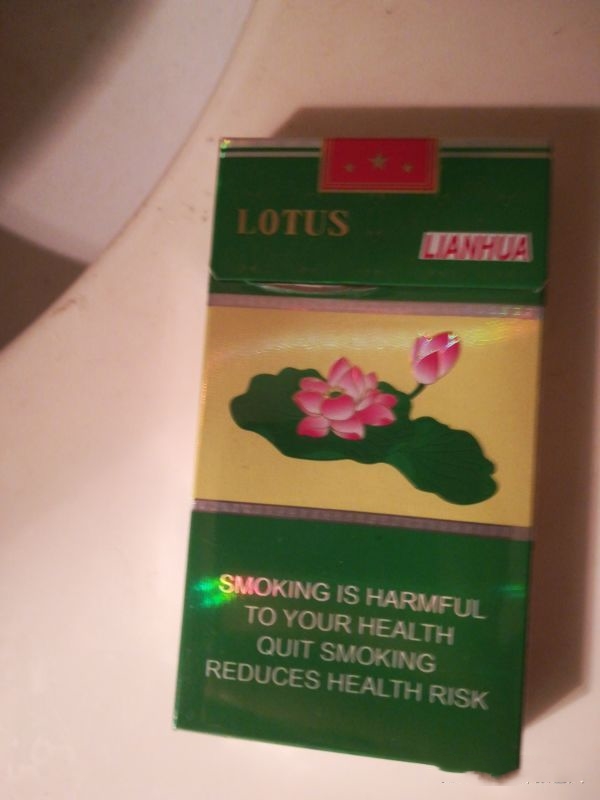 LOTUS
LIANHUA
SMOKING IS HARMFUL
TO YOUR HEALTH
QUIT SMOKING
REDUCES HEALTH RISK